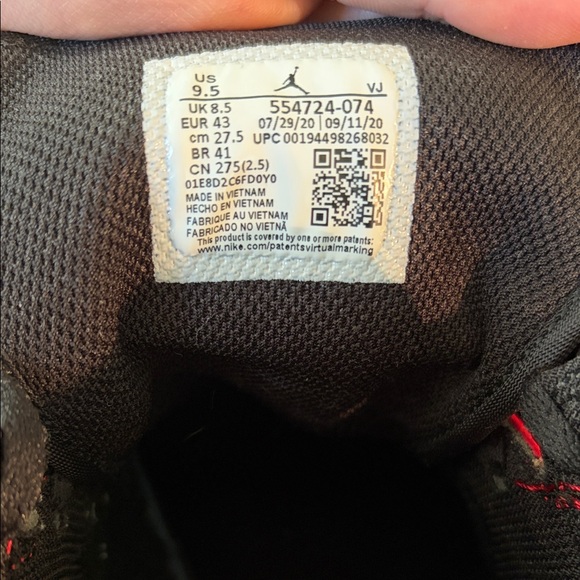 US
9.5 VJ
UK 8.5 554724-074
EUR 43 07/29/20 | 09/11/20
cm 27.5 UPC 00194498268032
BR 41
CN 275(2.5)
01E8D2C6FD0Y0
MADE IN VIETNAM
HECHO EN VIETNAM
FABRIQUE AU VIETNAM
FABRICADO NO VIETNÃ
This product is covered by one or more patents:
www.nike.com/patentsvirtualmarking